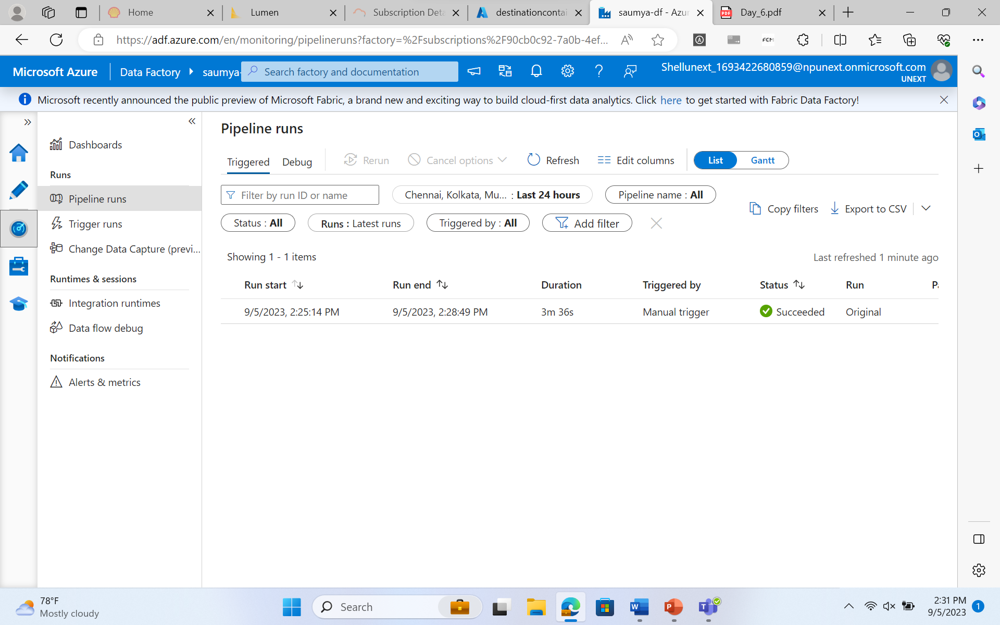 Home
Lumen
Subscription Deta
destinationcontai
saumya-df - Azur
Day_6.pdf
https://adf.azure.com/en/monitoring/pipelineruns?factory=%2Fsubscriptions%2F90cb0c92-7a0b-4ef...
FCM
Microsoft Azure
Data Factory
saumya-
Search factory and documentation
Shellunext_1693422680859@npunext.onmicrosoft.com
UNEXT
Microsoft recently announced the public preview of Microsoft Fabric, a brand new and exciting way to build cloud-first data analytics. Click here to get started with Fabric Data Factory!
Dashboards
Runs
Pipeline runs
Trigger runs
Change Data Capture (previ...
Runtimes & sessions
Integration runtimes
Data flow debug
Notifications
Alerts & metrics
Pipeline runs
Triggered
Debug
Rerun
Cancel options
Refresh
Edit columns
List
Gantt
Filter by run ID or name
Chennai, Kolkata, Mu... : Last 24 hours
Pipeline name : All
Status : All
Runs : Latest runs
Triggered by : All
Add filter
Copy filters
Export to CSV
Showing 1 - 1 items
Last refreshed 1 minute ago
Run start
Run end
Duration
Triggered by
Status
Run
9/5/2023, 2:25:14 PM
9/5/2023, 2:28:49 PM
3m 36s
Manual trigger
Succeeded
Original
78°F
Mostly cloudy
Search
2:31 PM
9/5/2023
1